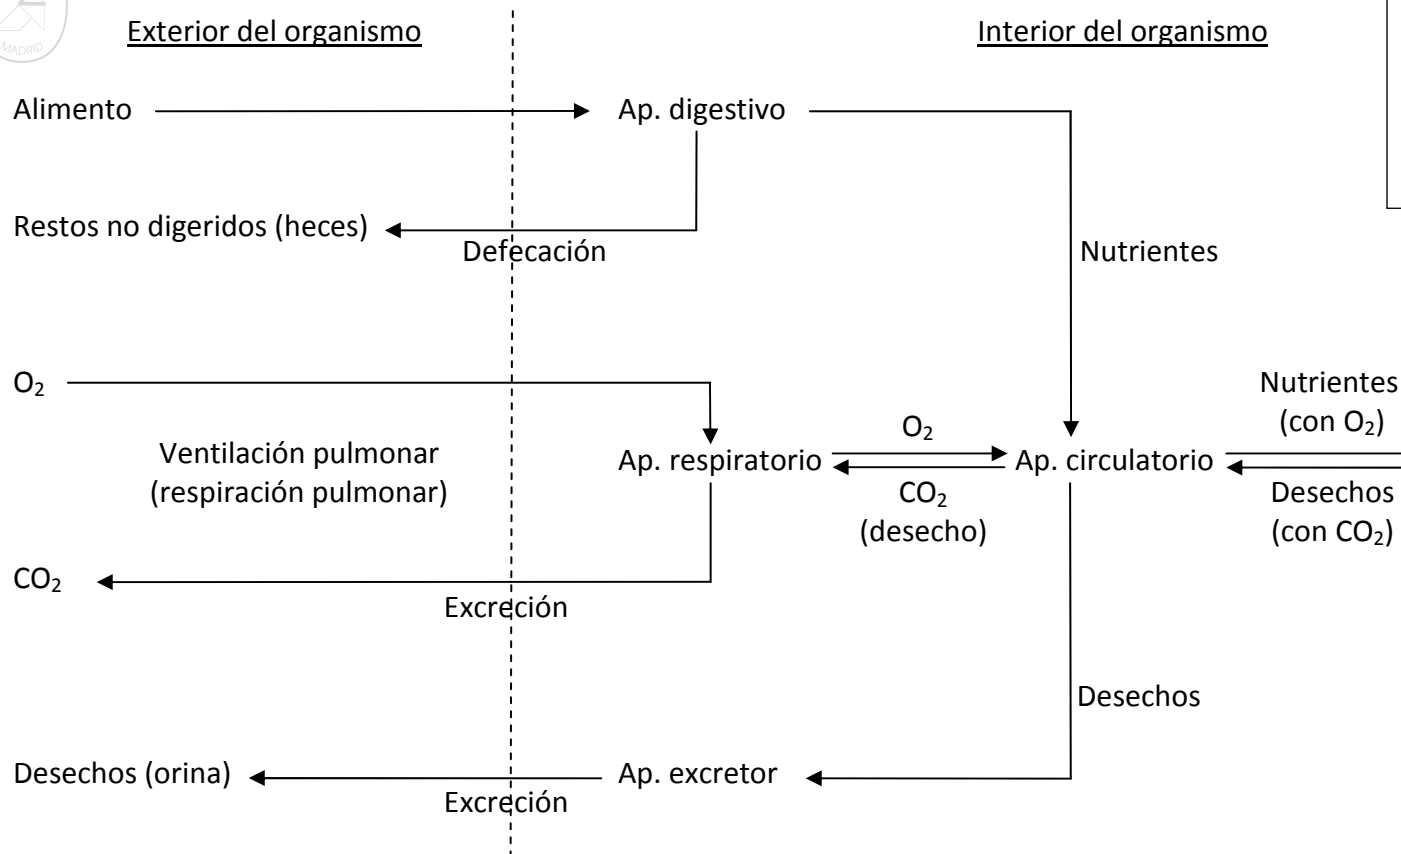 MADRID
Exterior del organismo
Interior del organismo
Alimento
Ap. digestivo
Restos no digeridos (heces)
Defecación
Nutrientes
O₂
Ventilación pulmonar
(respiración pulmonar)
Ap. respiratorio
O₂
CO₂
(desecho)
Ap. circulatorio
Nutrientes
(con O₂)
Desechos
(con CO₂)
CO₂
Excreción
Desechos
Desechos (orina)
Excreción
Ap. excretor